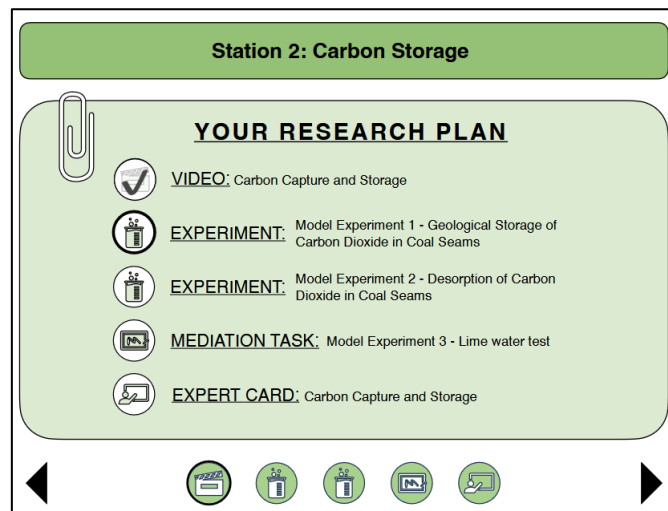 Station 2: Carbon Storage
YOUR RESEARCH PLAN
VIDEO: Carbon Capture and Storage
EXPERIMENT: Model Experiment 1 - Geological Storage of
Carbon Dioxide in Coal Seams
EXPERIMENT: Model Experiment 2 - Desorption of Carbon
Dioxide in Coal Seams
MEDIATION TASK: Model Experiment 3 - Lime water test
EXPERT CARD: Carbon Capture and Storage